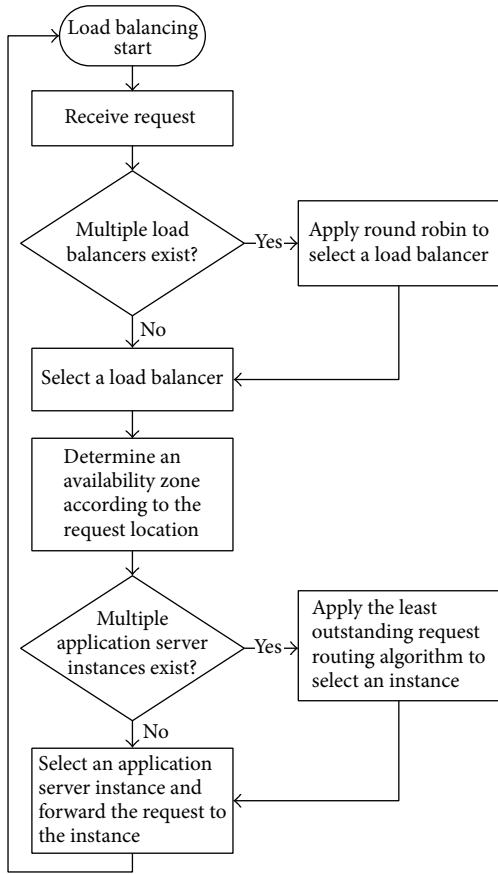 Load balancing
start
Receive request
Multiple load
balancers exist?
Yes
Apply round robin to
select a load balancer
No
Select a load balancer
Determine an
availability zone
according to the
request location
Multiple
application server
instances exist?
Yes
Apply the least
outstanding request
routing algorithm to
select an instance
No
Select an application
server instance and
forward the request to
the instance